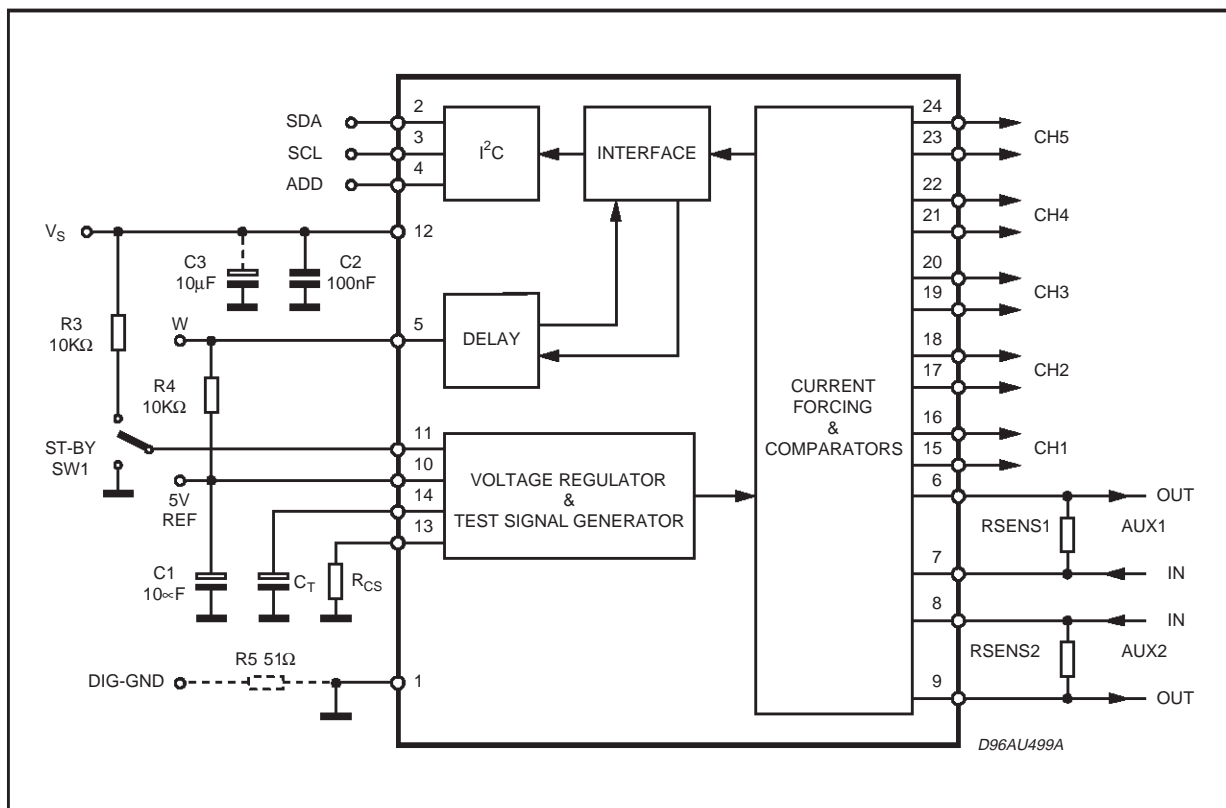 SDA
SCL
ADD
2
3
4
I²C
INTERFACE
24
23
CH5
22
21
CH4
20
19
CH3
18
17
CH2
16
15
CH1
V_S
12
C3
10μF
C2
100nF
R3
10KΩ
W
5
DELAY
R4
10KΩ
ST-BY
SW1
11
10
14
13
5V
REF
VOLTAGE REGULATOR
&
TEST SIGNAL GENERATOR
CURRENT
FORCING
&
COMPARATORS
C1
10∝F
C_T
R_CS
6
OUT
RSENS1
AUX1
7
IN
8
IN
RSENS2
AUX2
9
OUT
DIG-GND
R5 51Ω
1
D96AU499A